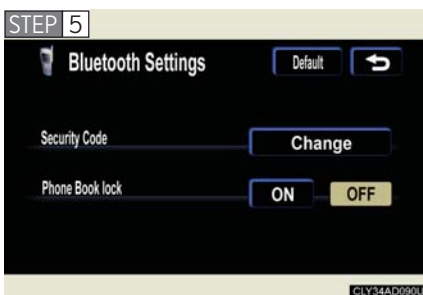 STEP 5
Bluetooth Settings Default
Security Code Change
Phone Book lock ON OFF
CLY34AD090U